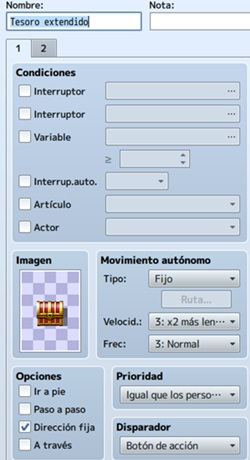 Nombre: Nota:
Tesoro extendido
1 2
Condiciones
Interruptor ...
Interruptor ...
Variable ...
≥
Interrup.auto.
Artículo
Actor
Imagen Movimiento autónomo
Tipo: Fijo
Ruta...
Velocid.: 3: x2 más len···
Frec: 3: Normal
Opciones Prioridad
Ir a pie Igual que los perso···
Paso a paso
Dirección fija Disparador
A través Botón de acción